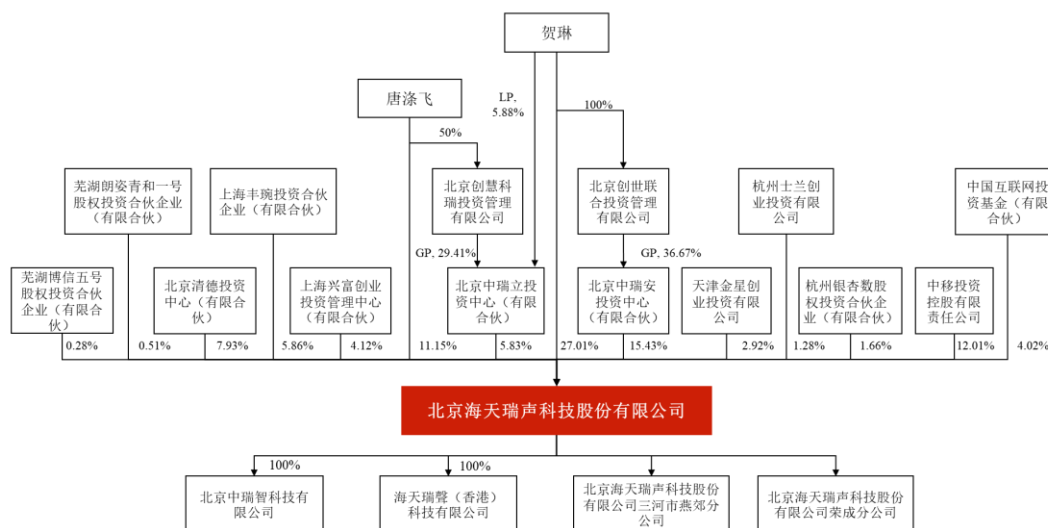 贺琳
唐涤飞
LP,
5.88%
100%
50%
芜湖朗姿青和一号
股权投资合伙企业
（有限合伙）
上海丰琬投资合伙
企业（有限合伙）
北京创慧科
瑞投资管理
有限公司
北京创世联
合投资管理
有限公司
杭州士兰创
业投资有限
公司
中国互联网投
资基金（有限
合伙）
GP, 29.41%
GP, 36.67%
芜湖博信五号
股权投资合伙
企业（有限合
伙）
北京清德投资
中心（有限合
伙）
上海兴富创业
投资管理中心
（有限合伙）
北京中瑞立投
资中心（有限
合伙）
北京中瑞安
投资中心
（有限合伙）
天津金星创
业投资有限
公司
杭州银杏数股
权投资合伙企
业（有限合伙）
中移投资
控股有限
责任公司
0.28%
0.51%
7.93%
5.86%
4.12%
11.15%
5.83%
27.01%
15.43%
2.92%
1.28%
1.66%
12.01%
4.02%
北京海天瑞声科技股份有限公司
100%
100%
北京中瑞智科技有
限公司
海天瑞聲（香港）
科技有限公司
北京海天瑞声科技股份
有限公司三河市燕郊分
公司
北京海天瑞声科技股份
有限公司荣成分公司